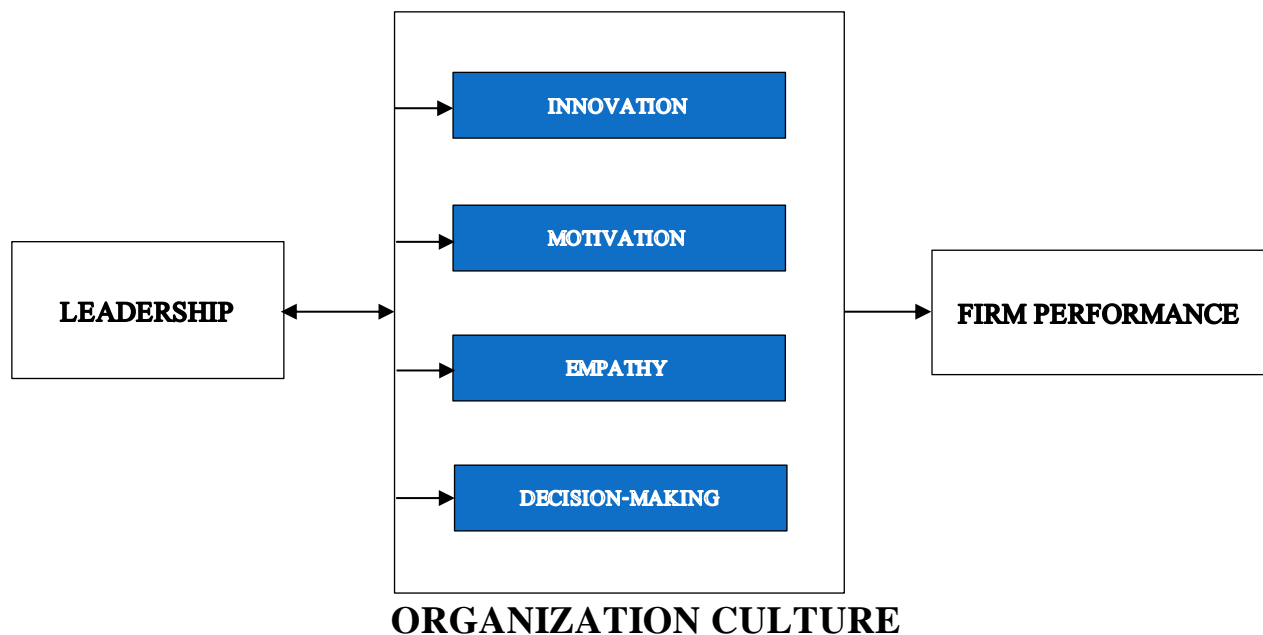 INNOVATION
MOTIVATION
LEADERSHIP
FIRM PERFORMANCE
EMPATHY
DECISION-MAKING
ORGANIZATION CULTURE